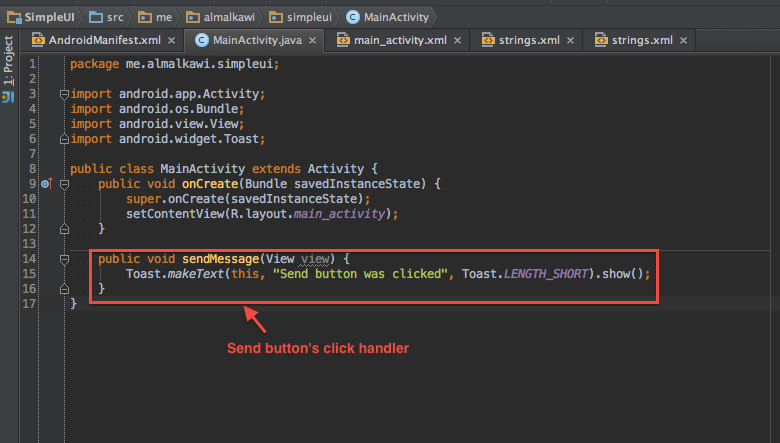 SimpleUI src me almalkawi simpleui MainActivity
AndroidManifest.xml MainActivity.java main_activity.xml strings.xml strings.xml
1: Project
1 package me.almalkawi.simpleui;
2
3 import android.app.Activity;
4 import android.os.Bundle;
5 import android.view.View;
6 import android.widget.Toast;
7
8 public class MainActivity extends Activity {
9 public void onCreate(Bundle savedInstanceState) {
10 super.onCreate(savedInstanceState);
11 setContentView(R.layout.main_activity);
12 }
13
14 public void sendMessage(View view) {
15 Toast.makeText(this, "Send button was clicked", Toast.LENGTH_SHORT).show();
16 }
17 }
Send button's click handler